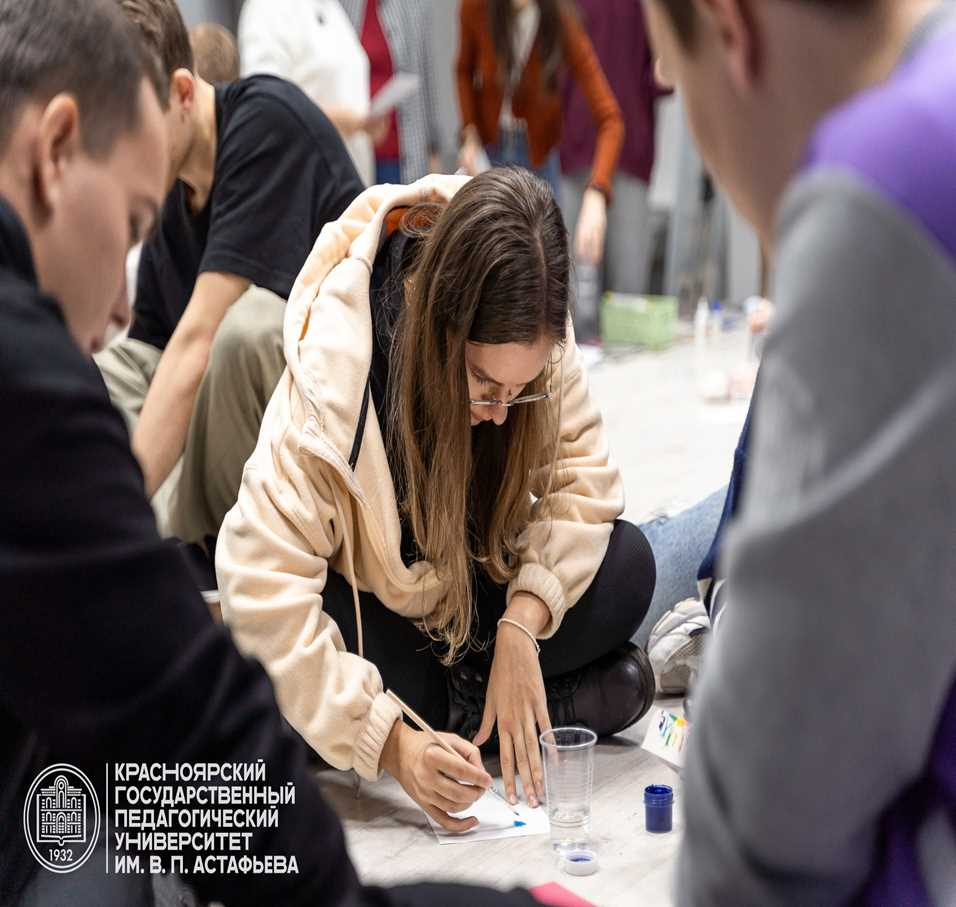 1932
КРАСНОЯРСКИЙ
ГОСУДАРСТВЕННЫЙ
ПЕДАГОГИЧЕСКИЙ
УНИВЕРСИТЕТ
ИМ. В. П. АСТАФЬЕВА